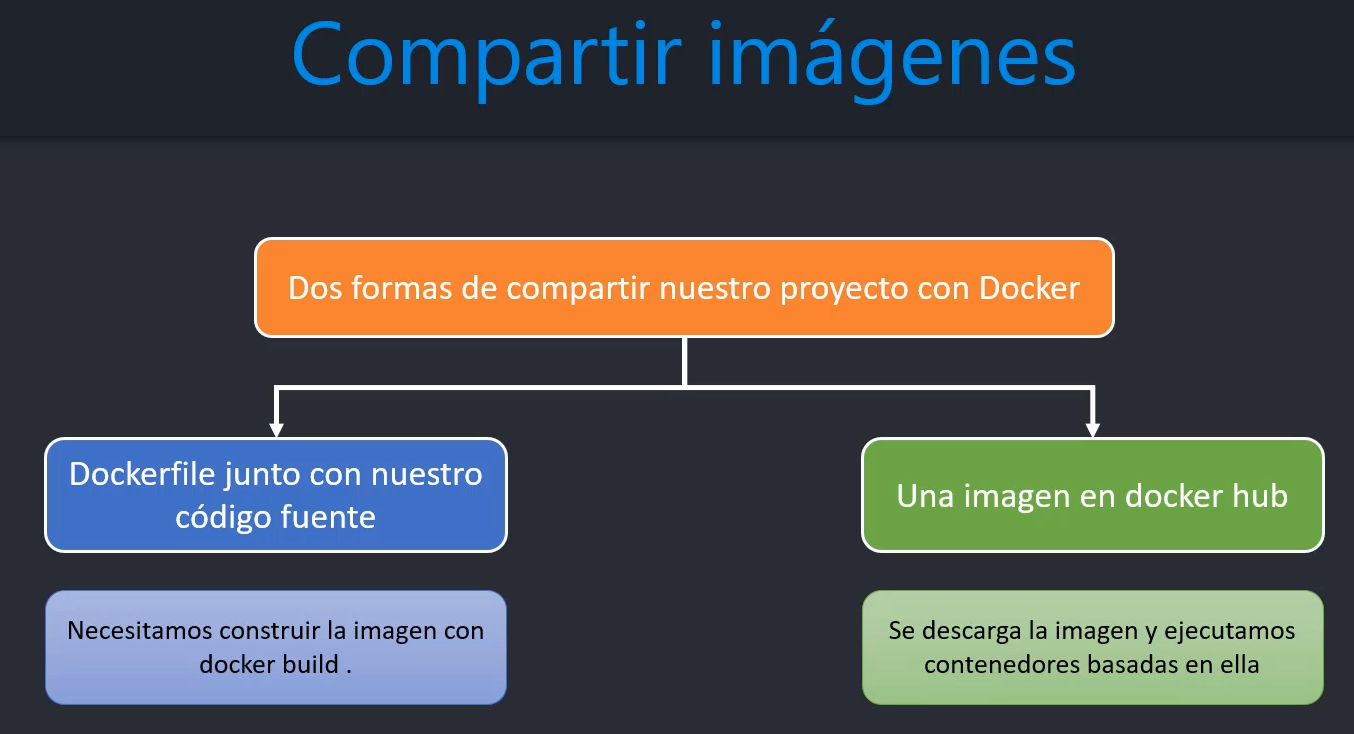 Compartir imágenes
Dos formas de compartir nuestro proyecto con Docker
Dockerfile junto con nuestro
código fuente
Una imagen en docker hub
Necesitamos construir la imagen con
docker build .
Se descarga la imagen y ejecutamos
contenedores basadas en ella